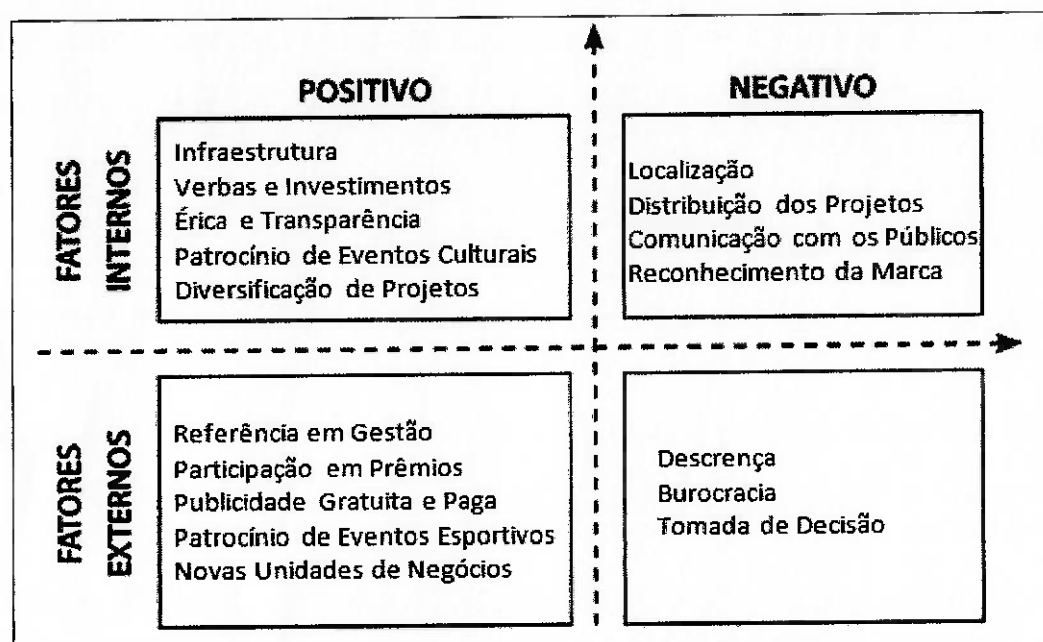 POSITIVO
NEGATIVO
FATORES
INTERNOS
Infraestrutura
Verbas e Investimentos
Érica e Transparência
Patrocínio de Eventos Culturais
Diversificação de Projetos
Localização
Distribuição dos Projetos
Comunicação com os Públicos
Reconhecimento da Marca
FATORES
EXTERNOS
Referência em Gestão
Participação em Prêmios
Publicidade Gratuita e Paga
Patrocínio de Eventos Esportivos
Novas Unidades de Negócios
Descrença
Burocracia
Tomada de Decisão